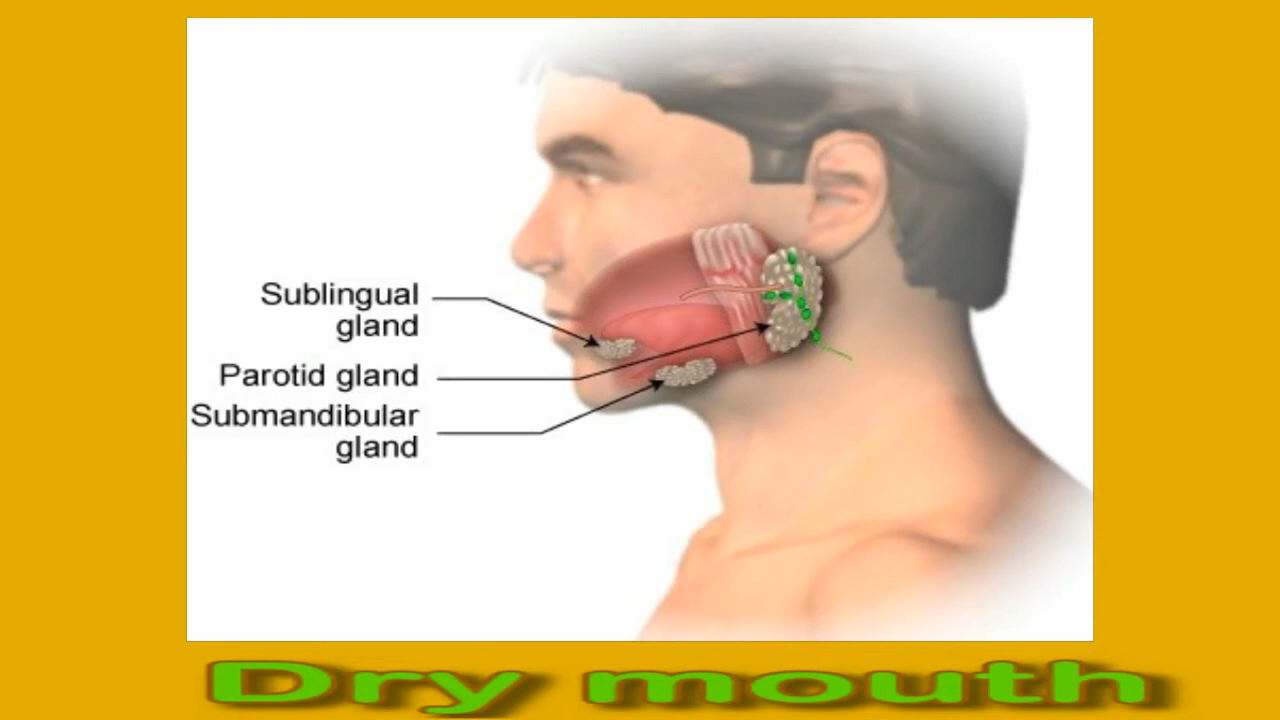 Sublingual
gland
Parotid gland
Submandibular
gland
Dry mouth